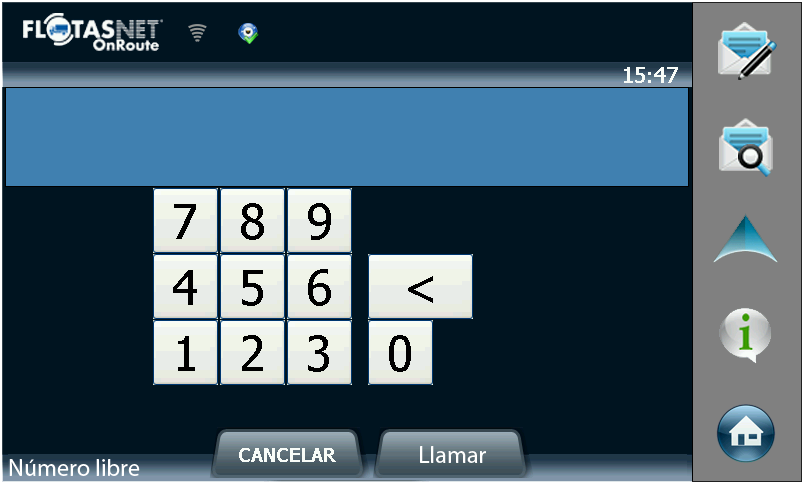 FLOTASNET
OnRoute
15:47
7 8 9
4 5 6 <
1 2 3 0
CANCELAR Llamar
Número libre